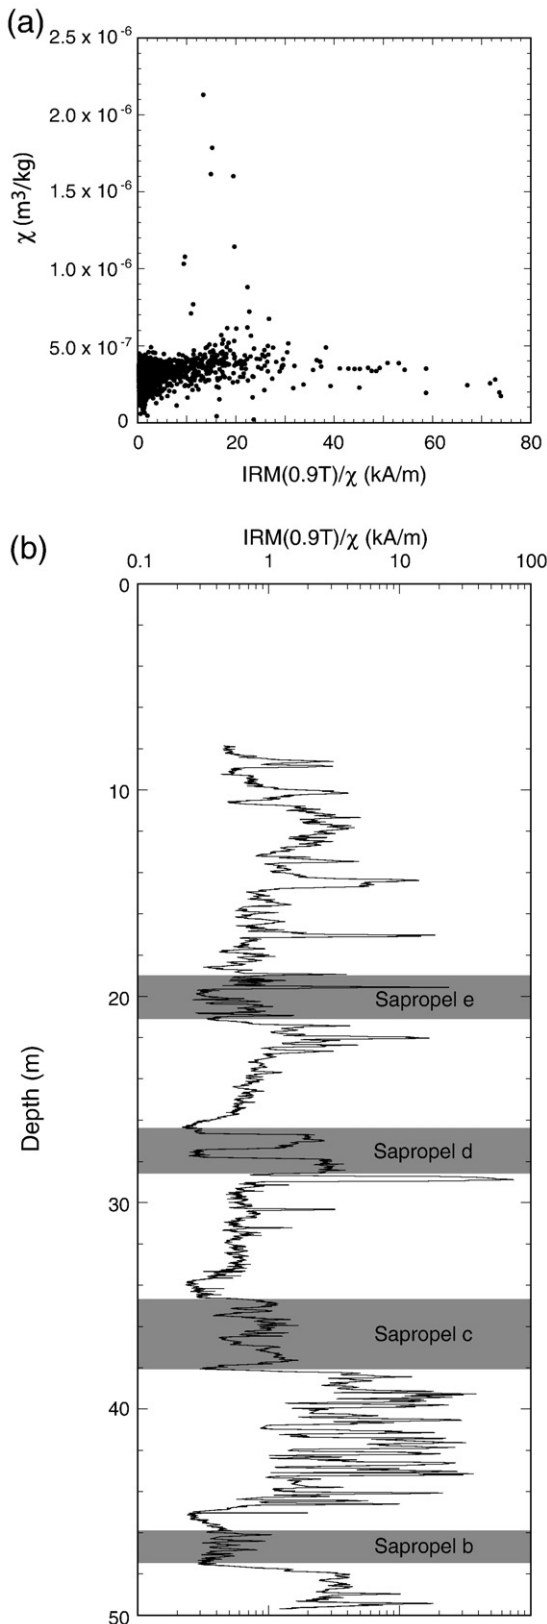 (a)
2.5 x 10-6
2.0 x 10-6
1.5 x 10-6
1.0 x 10-6
5.0 x 10-7
0
χ (m3/kg)
0 20 40 60 80
IRM(0.9T)/χ (kA/m)
(b)
IRM(0.9T)/χ (kA/m)
0.1 1 10 100
0
10
20
30
40
50
Depth (m)
Sapropel e
Sapropel d
Sapropel c
Sapropel b